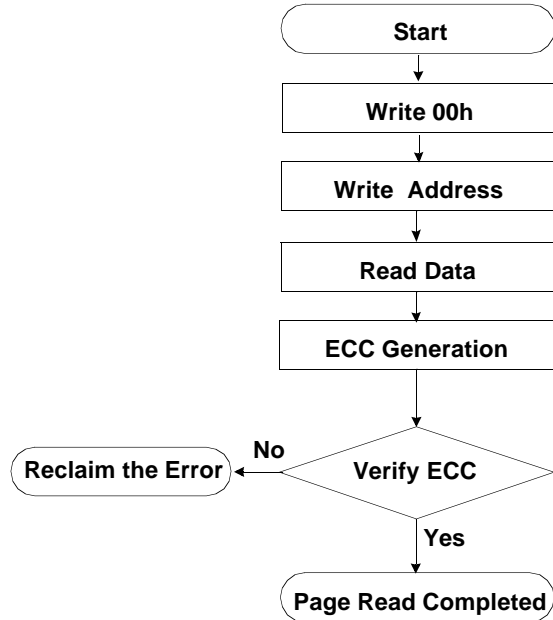 Start
Write 00h
Write Address
Read Data
ECC Generation
No
Reclaim the Error
Verify ECC
Yes
Page Read Completed